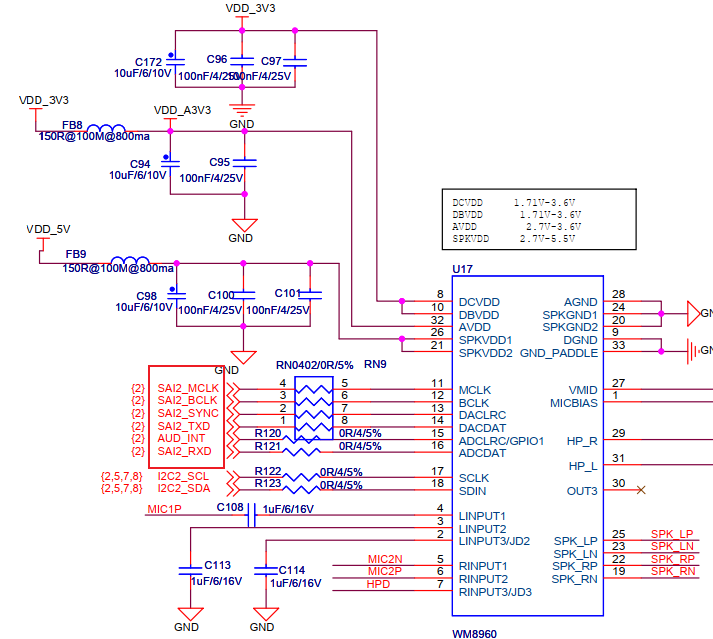 VDD_3V3
C172
10uF/6/10V
C96
100nF/4/25V
C97
100nF/4/25V
GND
VDD_3V3
FB8
150R@100M@800ma
VDD_A3V3
C94
10uF/6/10V
C95
100nF/4/25V
GND
DCVDD 1.71V-3.6V
DBVDD 1.71V-3.6V
AVDD 2.7V-3.6V
SPKVDD 2.7V-5.5V
VDD_5V
FB9
150R@100M@800ma
C98
10uF/6/10V
C100
100nF/4/25V
C101
100nF/4/25V
GND
U17
8 DCVDD AGND 28
10 DBVDD SPKGND1 24
32 AVDD SPKGND2 20
26 SPKVDD1 DGND 9
21 SPKVDD2 GND_PADDLE 33
GN
GN
RN0402/0R/5% RN9
{2} SAI2_MCLK 4 5 11 MCLK VMID 27
{2} SAI2_BCLK 3 6 12 BCLK MICBIAS 1
{2} SAI2_SYNC 2 7 13 DACLRC
{2} SAI2_TXD 1 8 14 DACDAT
{2} AUD_INT R120 0R/4/5% 15 ADCLRC/GPIO1 HP_R 29
{2} SAI2_RXD R121 0R/4/5% 16 ADCDAT
HP_L 31
{2,5,7,8} I2C2_SCL R122 0R/4/5% 17 SCLK
{2,5,7,8} I2C2_SDA R123 0R/4/5% 18 SDIN OUT3 30
MIC1P C108 1uF/6/16V 4 LINPUT1
3 LINPUT2
2 LINPUT3/JD2
SPK_LP 25 SPK_LP
SPK_LN 23 SPK_LN
MIC2N 5 RINPUT1 SPK_RP 22 SPK_RP
MIC2P 6 RINPUT2 SPK_RN 19 SPK_RN
HPD 7 RINPUT3/JD3
C113
1uF/6/16V
C114
1uF/6/16V
GND
GND
WM8960